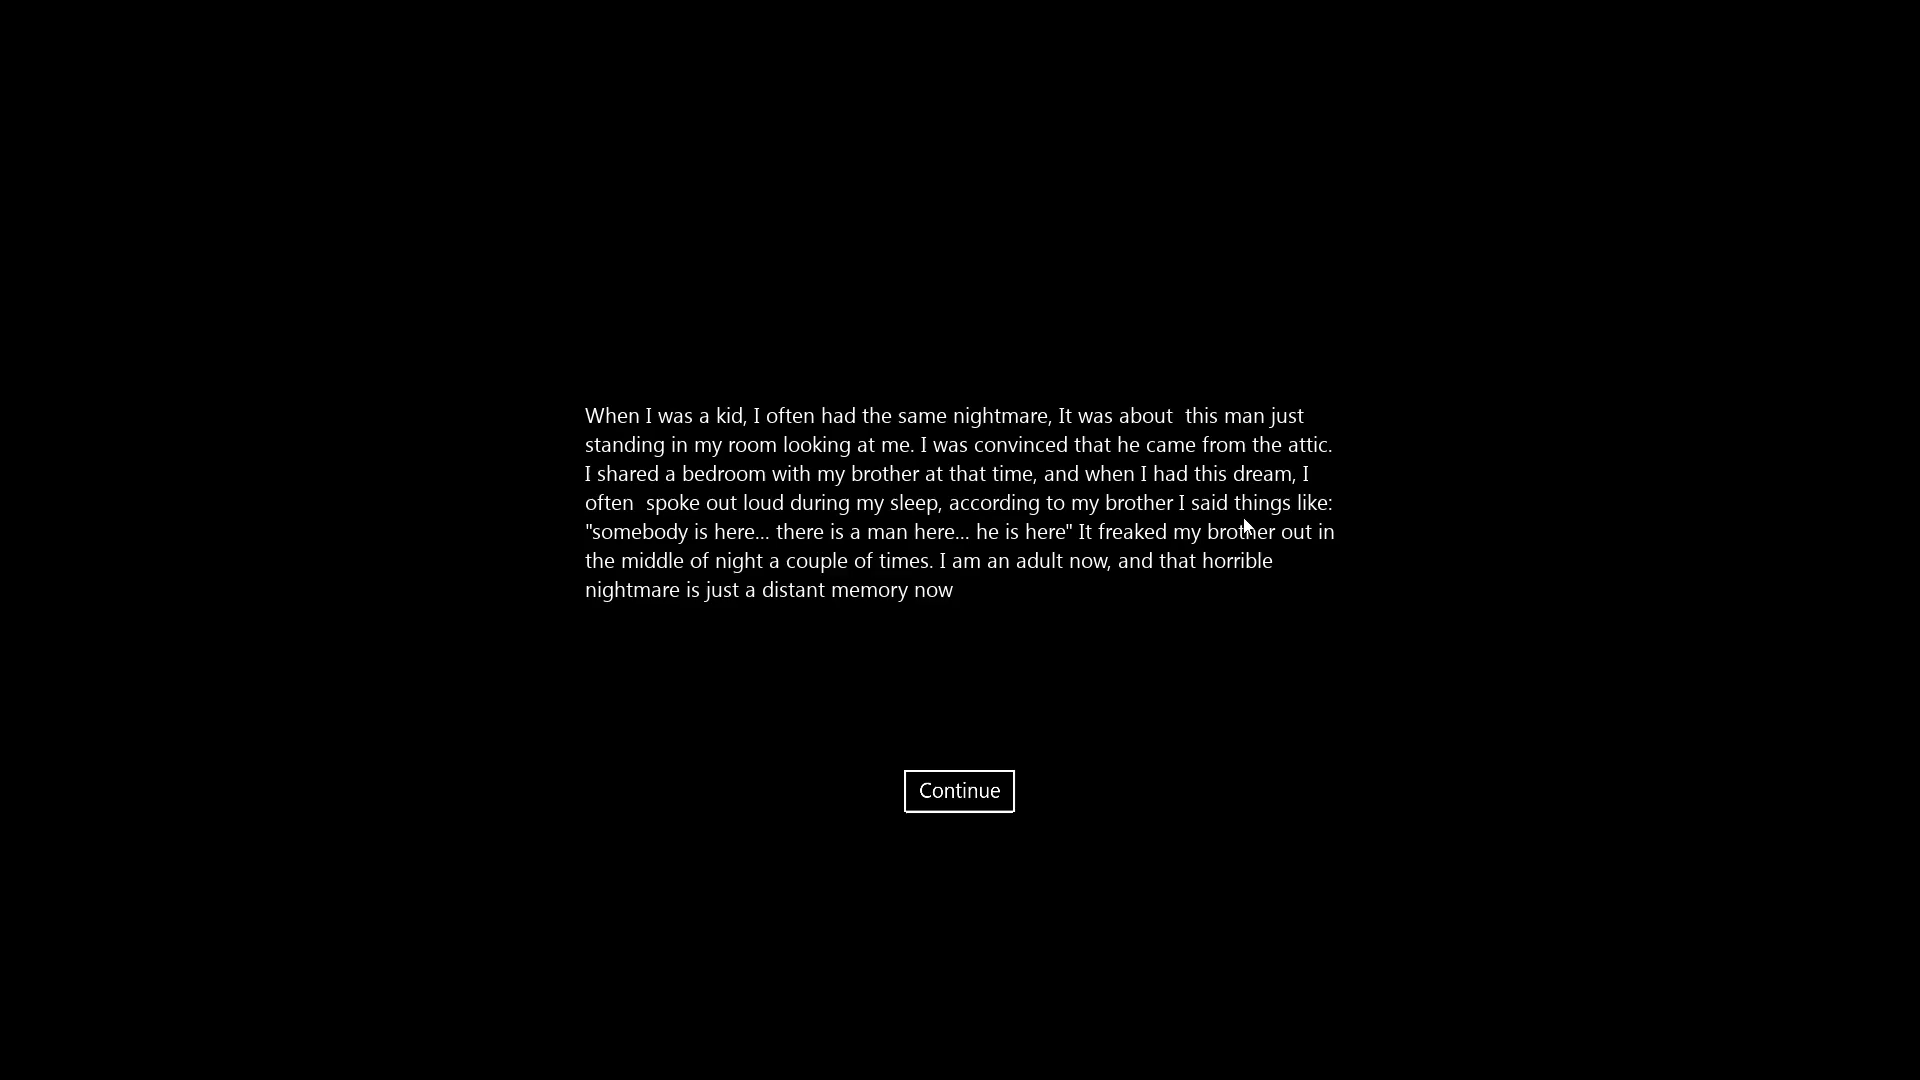 When I was a kid, I often had the same nightmare, It was about  this man just
standing in my room looking at me. I was convinced that he came from the attic.
I shared a bedroom with my brother at that time, and when I had this dream, I
often  spoke out loud during my sleep, according to my brother I said things like:
"somebody is here... there is a man here... he is here" It freaked my brother out in
the middle of night a couple of times. I am an adult now, and that horrible
nightmare is just a distant memory now
Continue